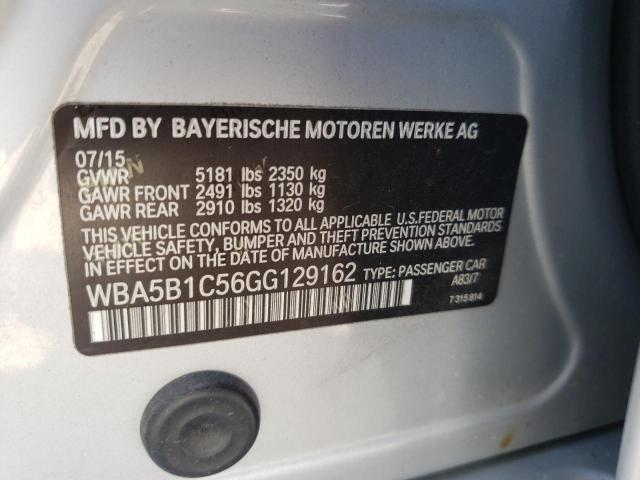 MFD BY BAYERISCHE MOTOREN WERKE AG
07/15
GVWR 5181 lbs 2350 kg
GAWR FRONT 2491 lbs 1130 kg
GAWR REAR 2910 lbs 1320 kg
THIS VEHICLE CONFORMS TO ALL APPLICABLE U.S.FEDERAL MOTOR
VEHICLE SAFETY, BUMPER AND THEFT PREVENTION STANDARDS
IN EFFECT ON THE DATE OF MANUFACTURE SHOWN ABOVE.
WBA5B1C56GG129162 TYPE: PASSENGER CAR
A83/7
7 315 814